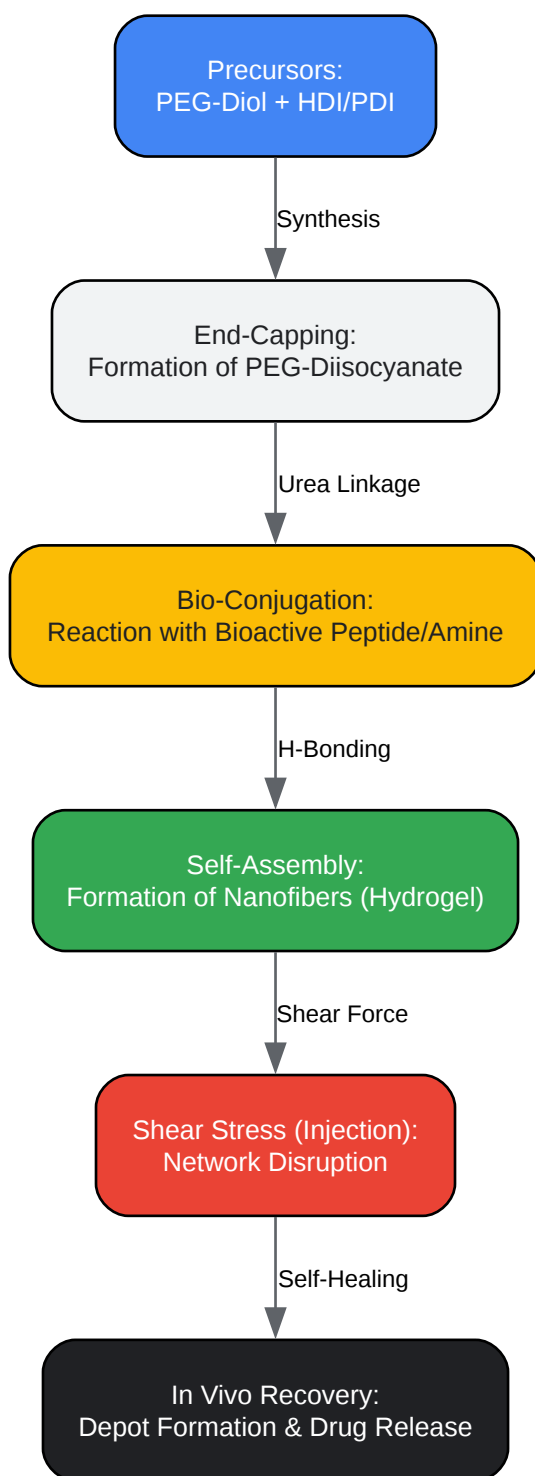 Precursors:
PEG-Diol + HDI/PDI
Synthesis
End-Capping:
Formation of PEG-Diisocyanate
Urea Linkage
Bio-Conjugation:
Reaction with Bioactive Peptide/Amine
H-Bonding
Self-Assembly:
Formation of Nanofibers (Hydrogel)
Shear Force
Shear Stress (Injection):
Network Disruption
Self-Healing
In Vivo Recovery:
Depot Formation & Drug Release